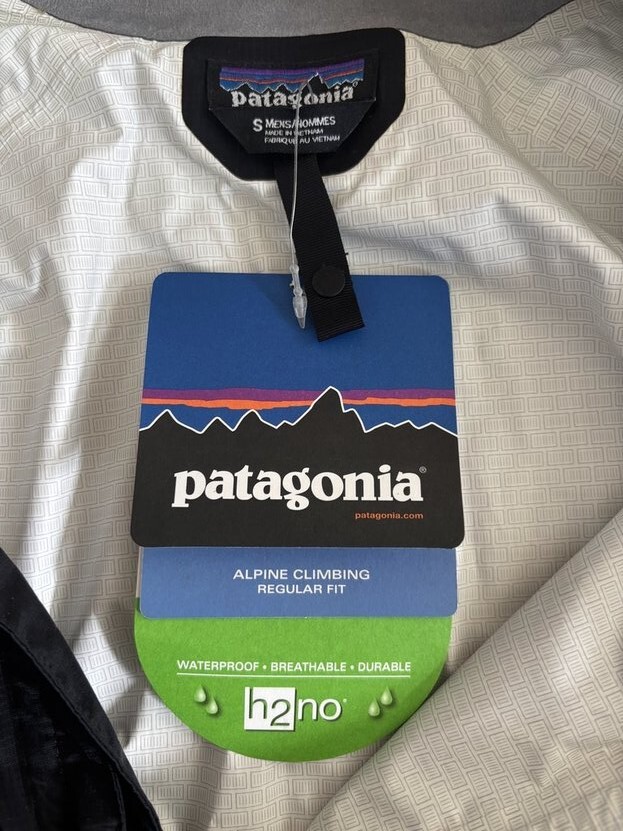 patagonia®
S MENS/HOMMES
MADE IN VIETNAM
FABRIQUÉ AU VIETNAM
patagonia®
patagonia.com
ALPINE CLIMBING
REGULAR FIT
WATERPROOF • BREATHABLE • DURABLE
h2no®